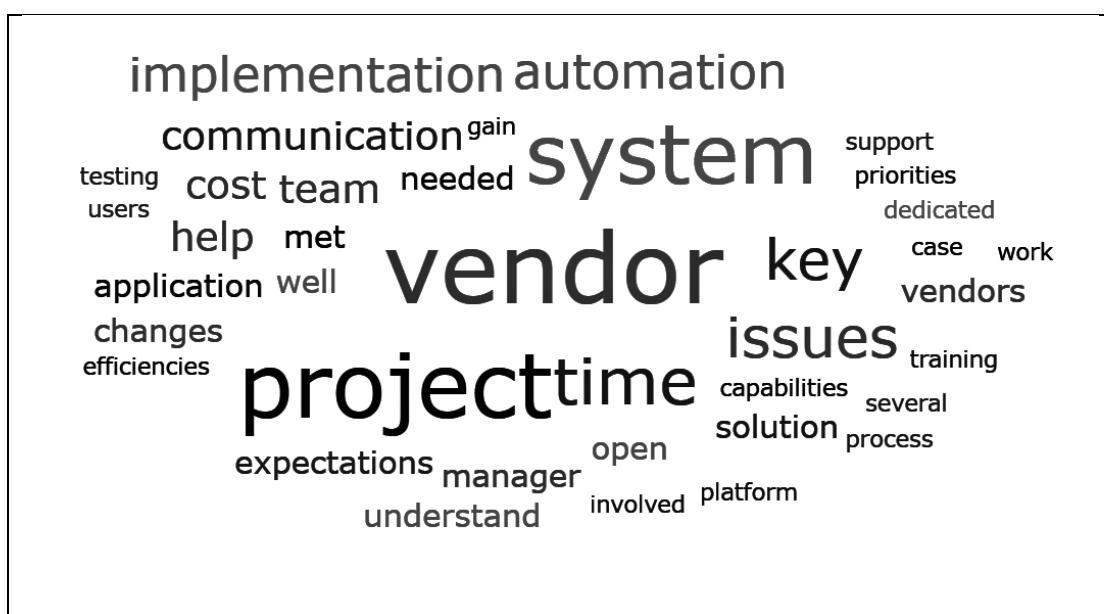 implementation automation
communication gain system support
testing cost team needed priorities
users dedicated
help met vendor key case work
application well vendors
changes issues
efficiencies project time capabilities training
several
solution process
expectations manager open
involved platform
understand